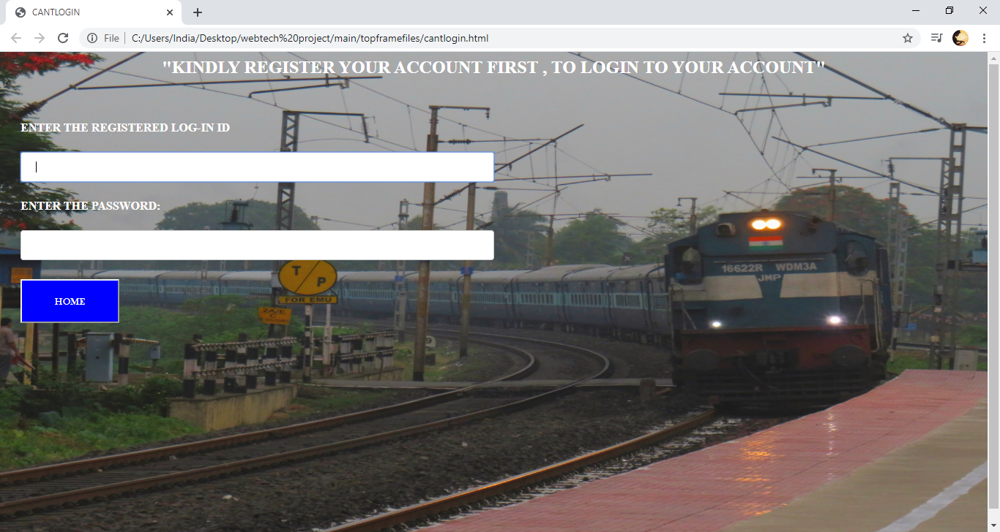 CANTLOGIN
File
C:/Users/India/Desktop/webtech%20project/main/topframefiles/cantlogin.html
"KINDLY REGISTER YOUR ACCOUNT FIRST , TO LOGIN TO YOUR ACCOUNT"
ENTER THE REGISTERED LOG-IN ID
ENTER THE PASSWORD:
HOME
T/P
FOR EMU
16622R WDM3A
JMP
9